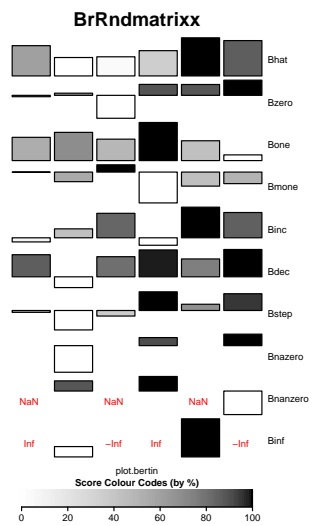 BrRndmatrixx
Bhat
Bzero
Bone
Bmone
Binc
Bdec
Bstep
Bnazero
NaN NaN NaN Bnanzero
Inf −Inf Inf −Inf Binf
plot.bertin
Score Colour Codes (by %)
0 20 40 60 80 100